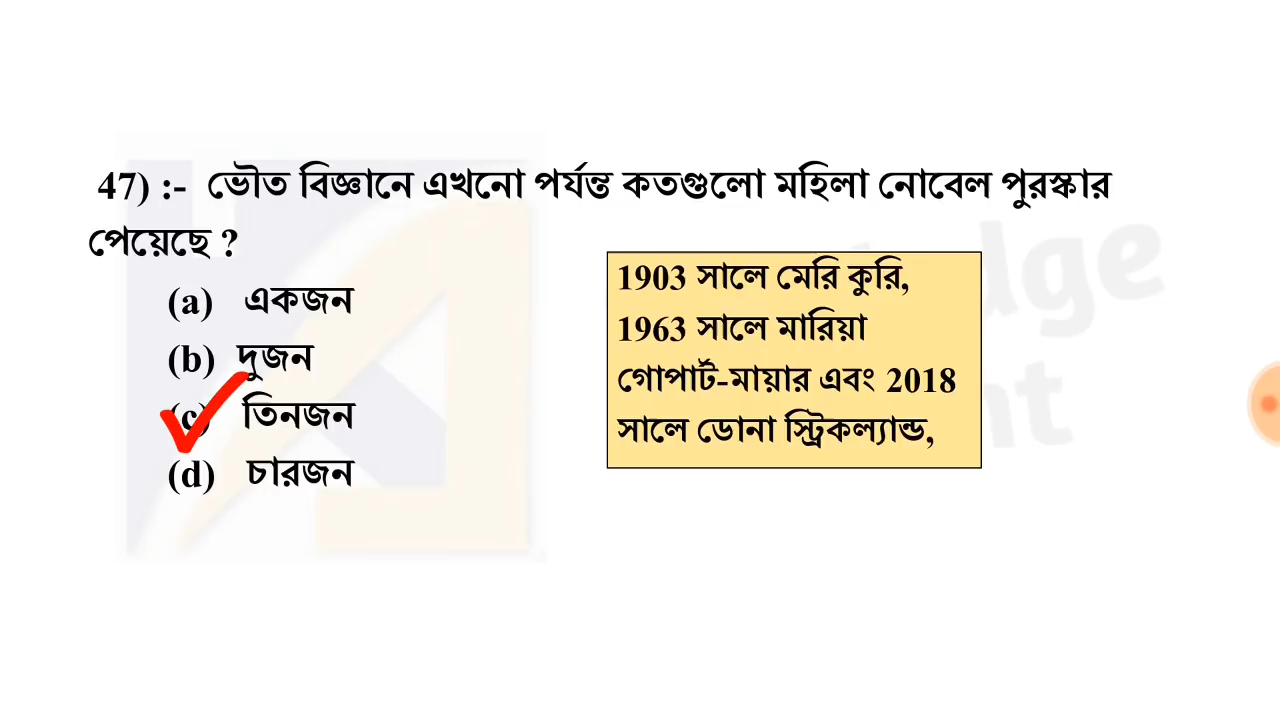 47) :- ভৌত বিজ্ঞানে এখনো পর্যন্ত কতগুলো মহিলা নোবেল পুরস্কার
পেয়েছে ?
(a) একজন
(b) দুজন
(c) তিনজন
(d) চারজন
1903 সালে মেরি কুরি,
1963 সালে মারিয়া
গোপার্ট-মায়ার এবং 2018
সালে ডোনা স্ট্রিকল্যান্ড,